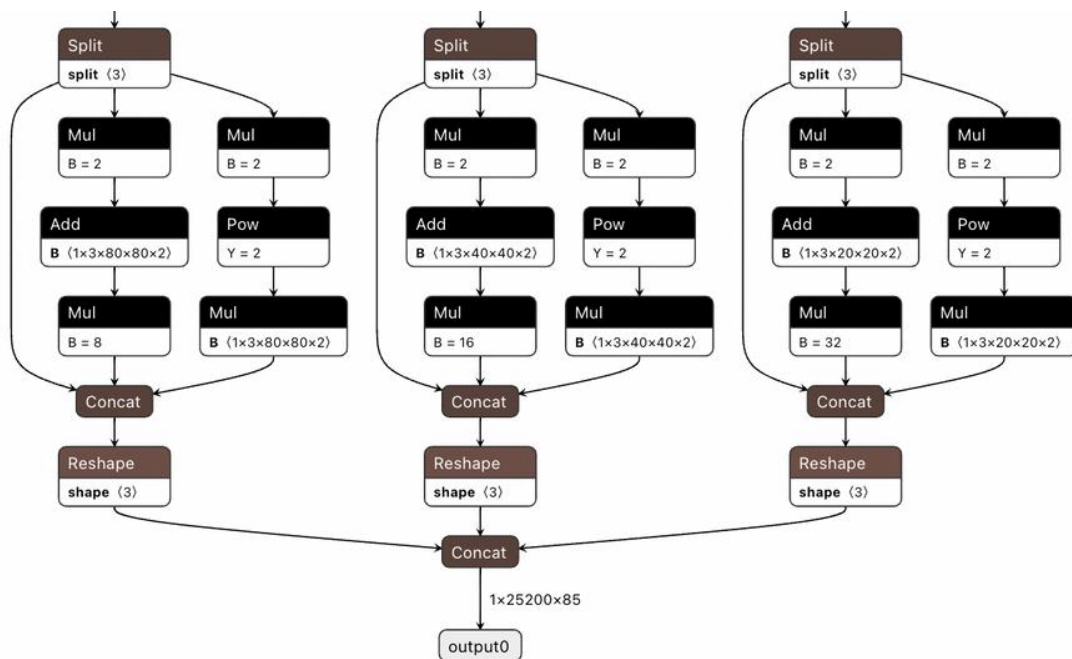 Split
split ⟨3⟩
Split
split ⟨3⟩
Split
split ⟨3⟩
Mul
B = 2
Mul
B = 2
Mul
B = 2
Mul
B = 2
Mul
B = 2
Mul
B = 2
Add
B ⟨1×3×80×80×2⟩
Pow
Y = 2
Add
B ⟨1×3×40×40×2⟩
Pow
Y = 2
Add
B ⟨1×3×20×20×2⟩
Pow
Y = 2
Mul
B = 8
Mul
B ⟨1×3×80×80×2⟩
Mul
B = 16
Mul
B ⟨1×3×40×40×2⟩
Mul
B = 32
Mul
B ⟨1×3×20×20×2⟩
Concat
Concat
Concat
Reshape
shape ⟨3⟩
Reshape
shape ⟨3⟩
Reshape
shape ⟨3⟩
Concat
1×25200×85
output0